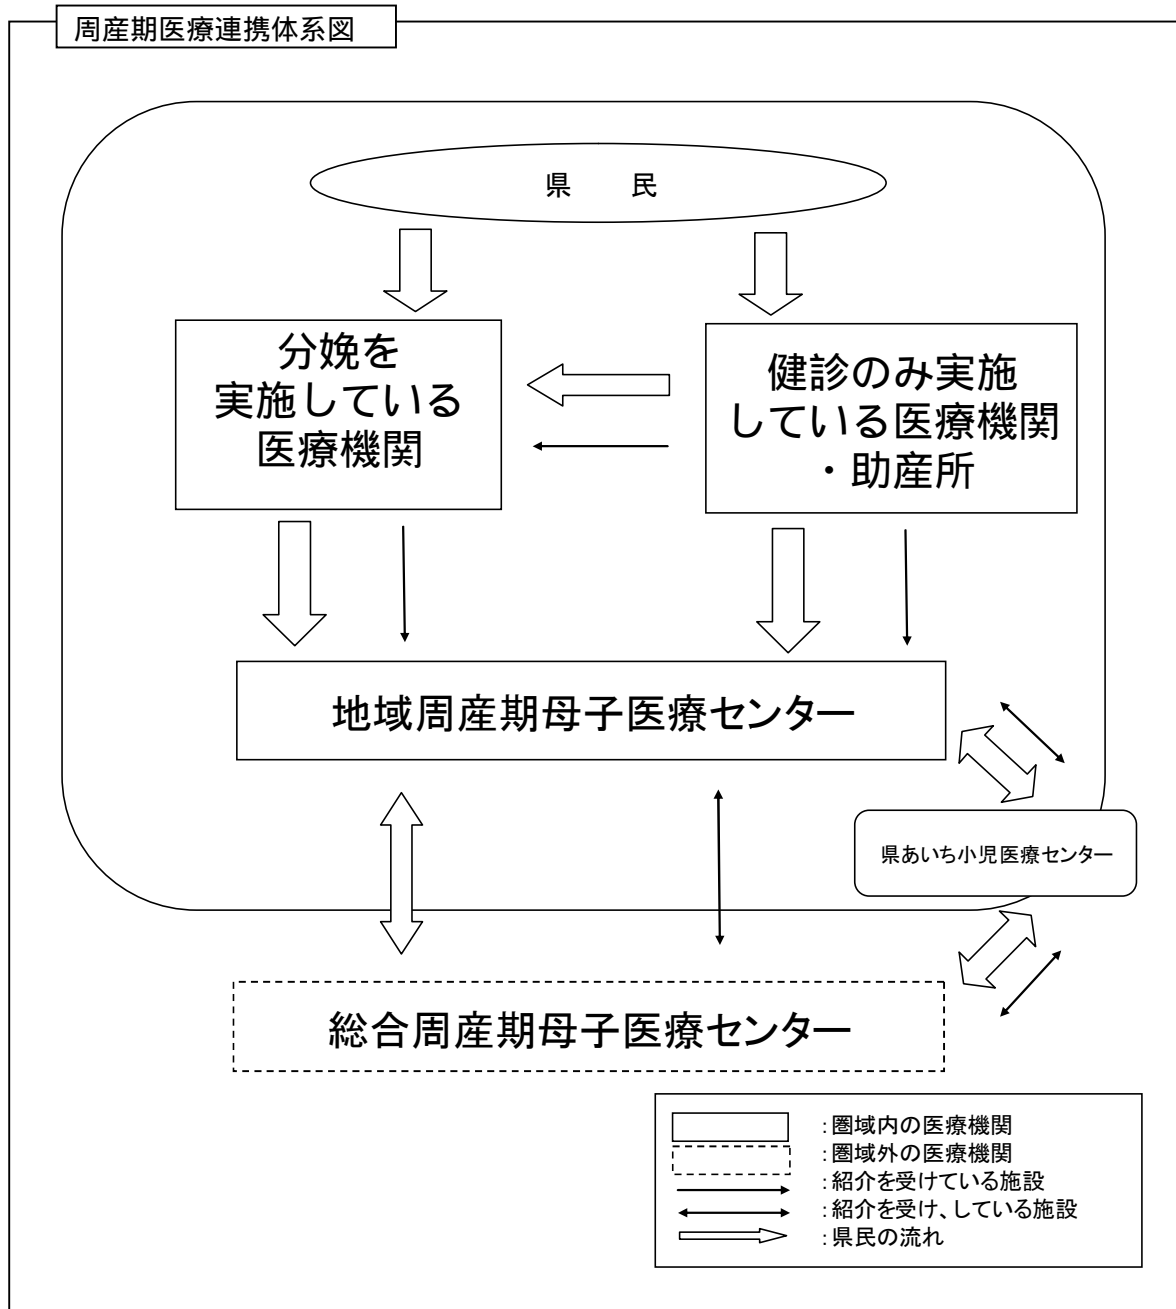 周産期医療連携体系図
県 民
分娩を
実施している
医療機関
健診のみ実施
している医療機関
・助産所
地域周産期母子医療センター
県あいち小児医療センター
総合周産期母子医療センター
:圏域内の医療機関
:圏域外の医療機関
:紹介を受けている施設
:紹介を受け、している施設
:県民の流れ